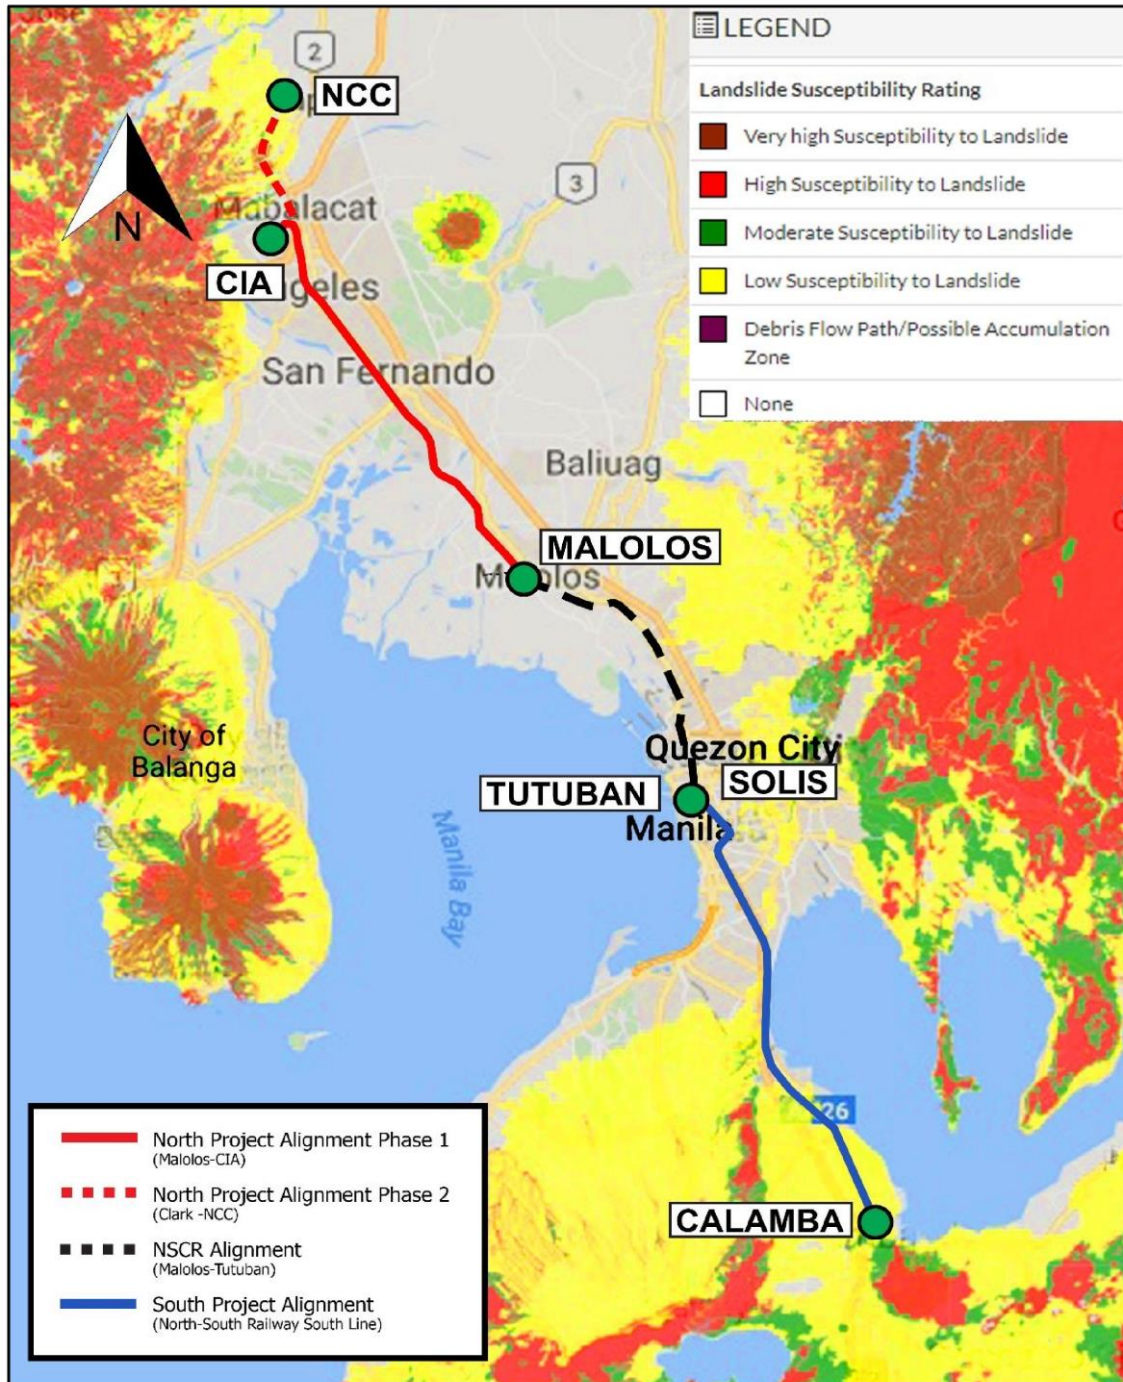 2
NCC
3
N
Mabalacat
CIA
geles
San Fernando
Baliuag
MALOLOS
City of
Balanga
Quezon City
SOLIS
TUTUBAN
Manila
Manila Bay
26
CALAMBA
LEGEND
Landslide Susceptibility Rating
Very high Susceptibility to Landslide
High Susceptibility to Landslide
Moderate Susceptibility to Landslide
Low Susceptibility to Landslide
Debris Flow Path/Possible Accumulation
Zone
None
North Project Alignment Phase 1
(Malolos-CIA)
North Project Alignment Phase 2
(Clark -NCC)
NSCR Alignment
(Malolos-Tutuban)
South Project Alignment
(North-South Railway South Line)